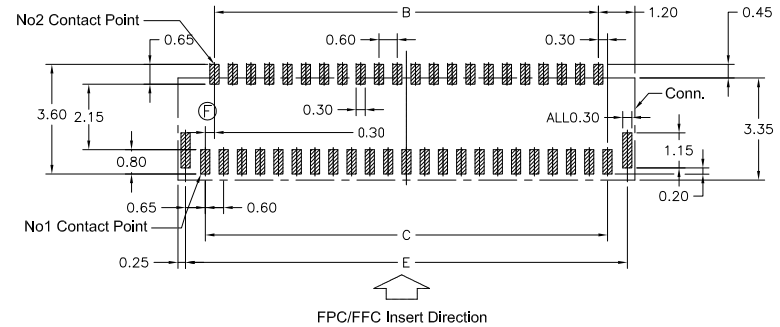 B
1.20
0.45
No2 Contact Point
0.65
0.60
0.30
3.60
2.15
F
0.30
ALL0.30
Conn.
3.35
0.30
0.80
1.15
0.65
0.60
0.20
No1 Contact Point
C
0.25
E
FPC/FFC Insert Direction